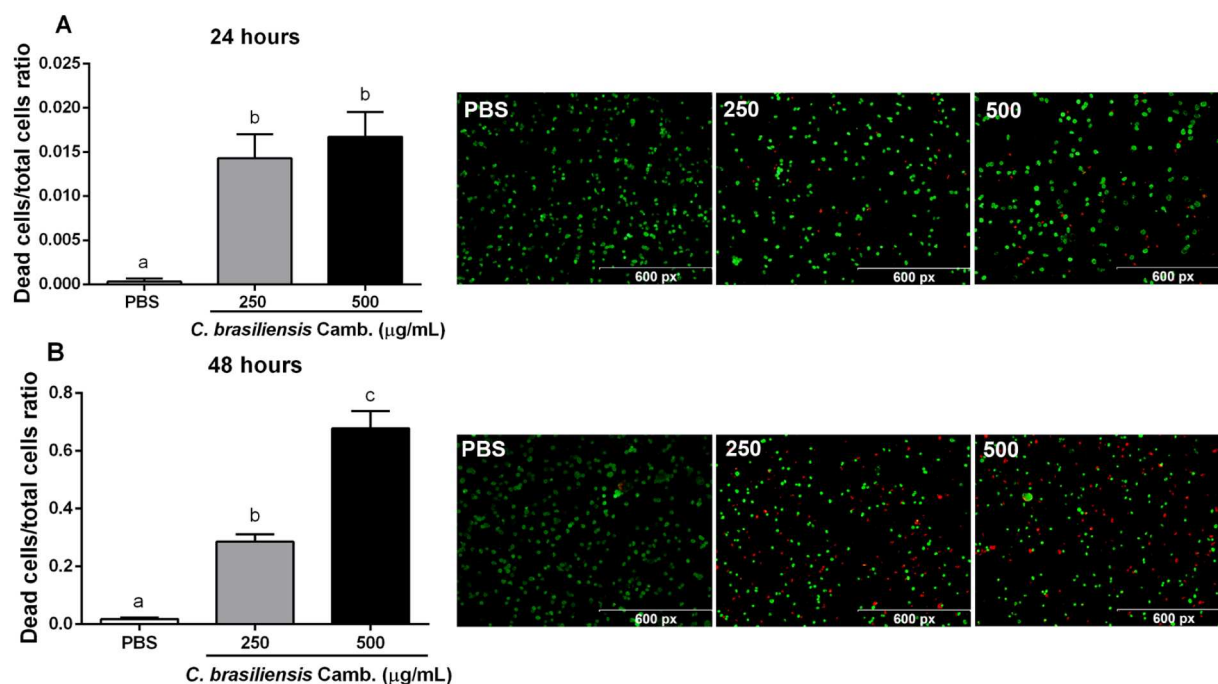 A
24 hours
Dead cells/total cells ratio
0.025
0.020
0.015
0.010
0.005
0.000
a
b
b
PBS
250
500
C. brasiliensis Camb. (μg/mL)
PBS
600 px
250
600 px
500
600 px
B
48 hours
Dead cells/total cells ratio
0.8
0.6
0.4
0.2
0.0
a
b
c
PBS
250
500
C. brasiliensis Camb. (μg/mL)
PBS
600 px
250
600 px
500
600 px